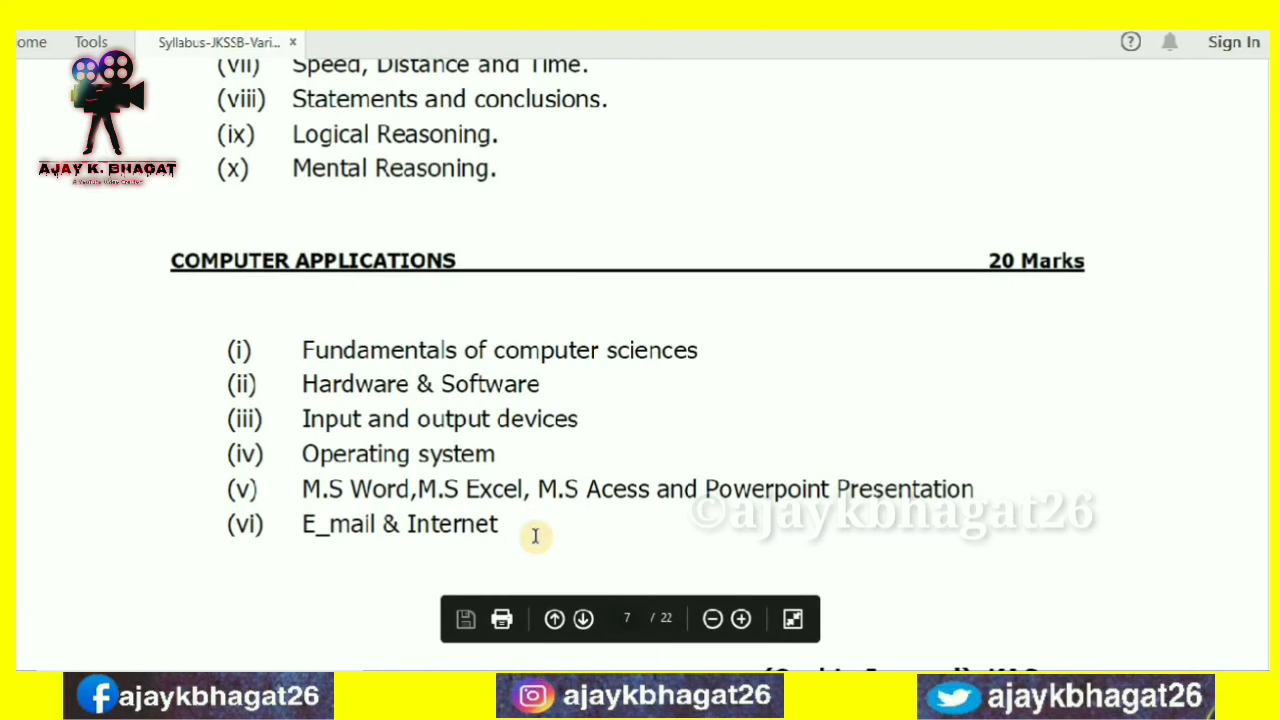 ome Tools Syllabus-JKSSB-Vari... × Sign In
(vii) Speed, Distance and Time.
(viii) Statements and conclusions.
(ix) Logical Reasoning.
(x) Mental Reasoning.
AJAY K. BHAGAT
A YouTube Video Creator
COMPUTER APPLICATIONS 20 Marks
(i) Fundamentals of computer sciences
(ii) Hardware & Software
(iii) Input and output devices
(iv) Operating system
(v) M.S Word,M.S Excel, M.S Acess and Powerpoint Presentation
(vi) E_mail & Internet
©ajaykbhagat26
7 / 22
ajaykbhagat26 ajaykbhagat26 ajaykbhagat26